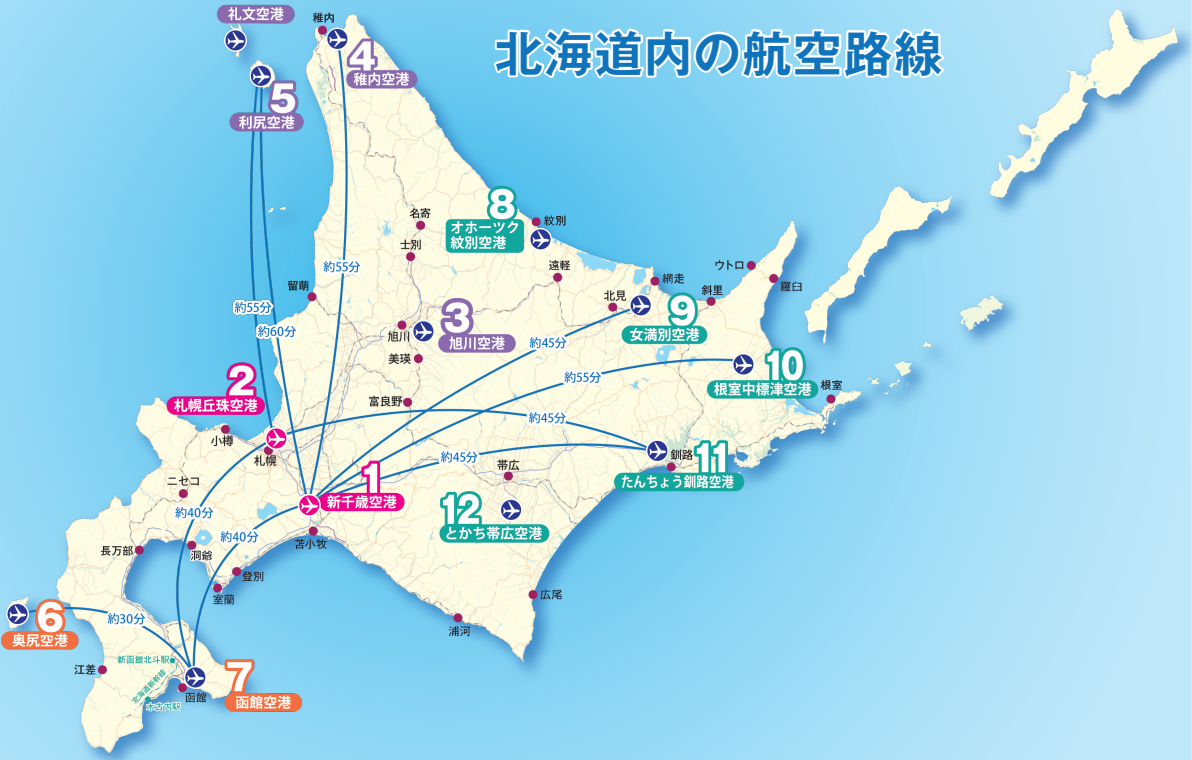 北海道内の航空路線
礼文空港
稚内
4
稚内空港
5
利尻空港
8
オホーツク
紋別空港
紋別
名寄
士別
遠軽
ウトロ
網走
羅臼
約55分
留萌
北見
斜里
約55分
約60分
3
旭川空港
旭川
9
女満別空港
美瑛
約45分
10
根室中標津空港
根室
2
札幌丘珠空港
約55分
富良野
約45分
小樽
札幌
約45分
帯広
釧路
11
たんちょう釧路空港
1
新千歳空港
ニセコ
12
とかち帯広空港
約40分
約40分
苫小牧
長万部
洞爺
登別
室蘭
広尾
浦河
6
奥尻空港
約30分
新函館北斗駅
江差
北海道新幹線
木古内駅
函館
7
函館空港